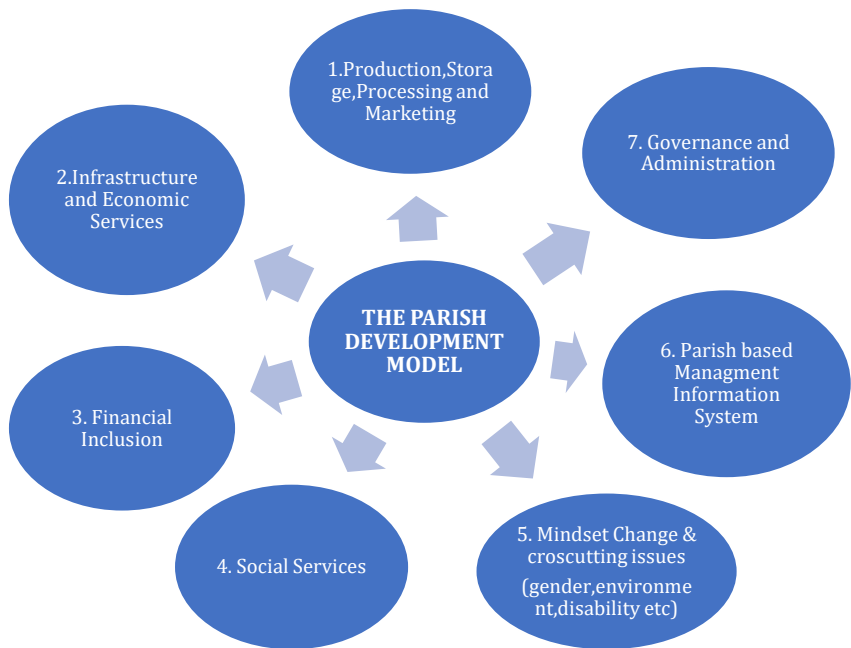 1.Production,Stora
ge,Processing and
Marketing
2.Infrastructure
and Economic
Services
3. Financial
Inclusion
4. Social Services
5. Mindset Change &
croscutting issues
(gender,environme
nt,disability etc)
6. Parish based
Managment
Information
System
7. Governance and
Administration
THE PARISH
DEVELOPMENT
MODEL